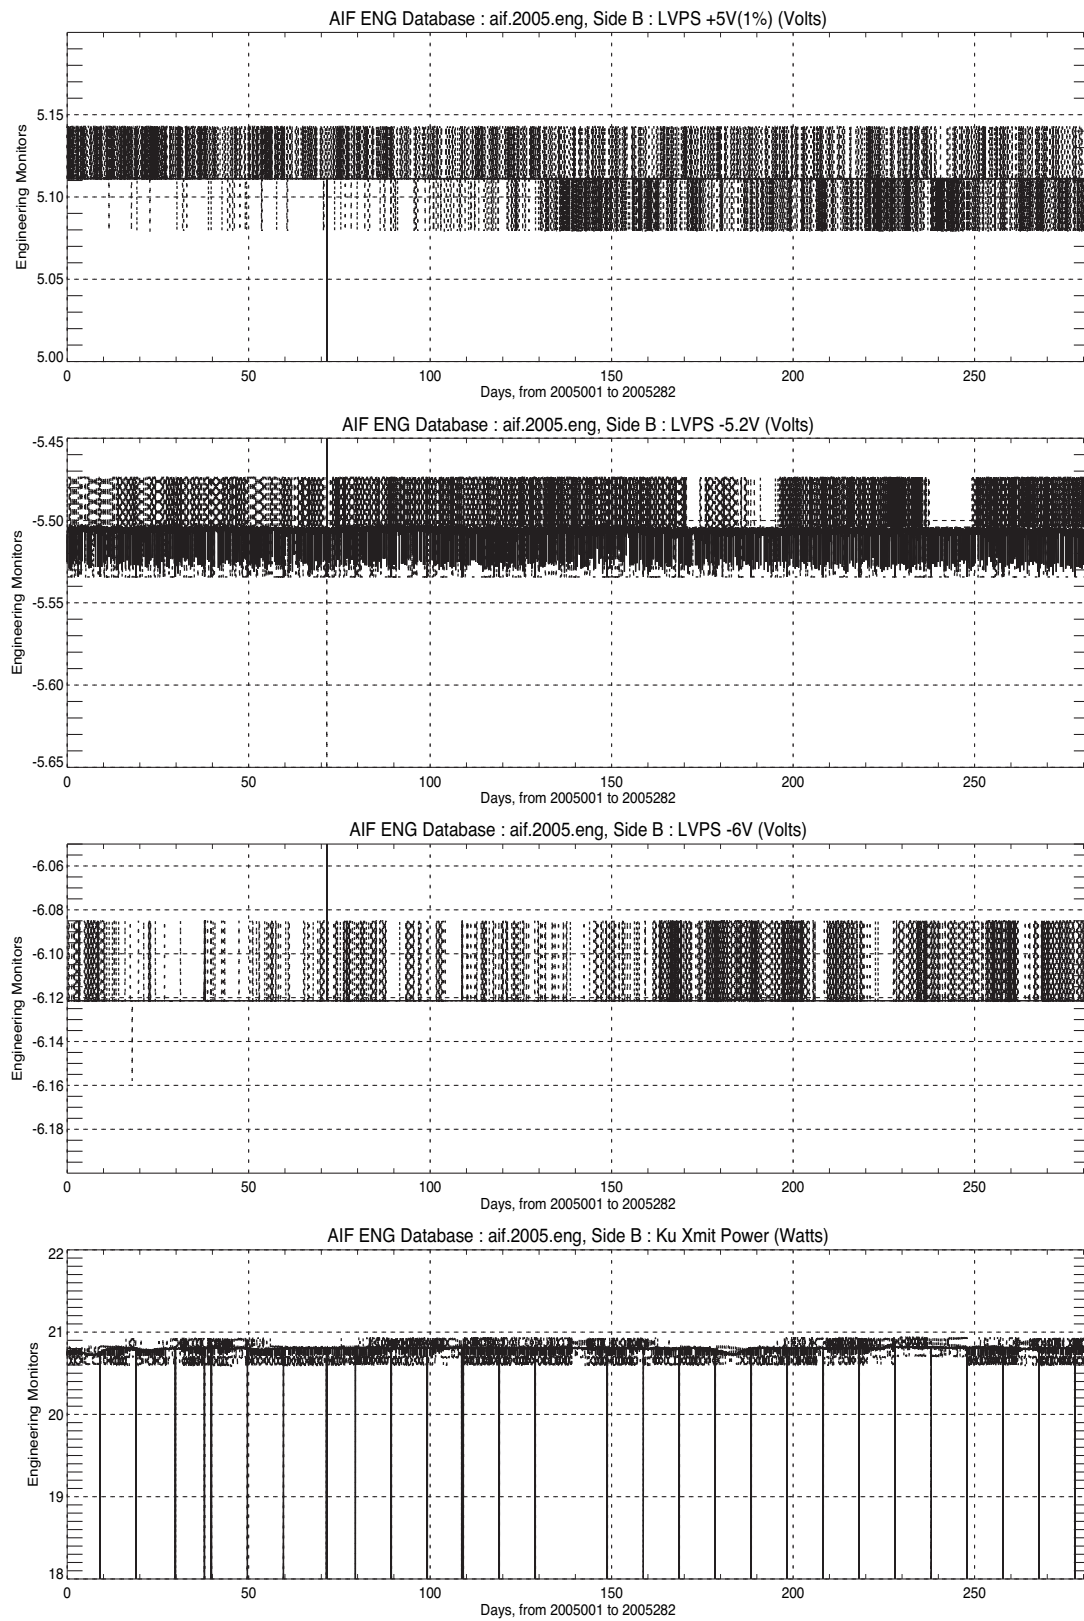 AIF ENG Database : aif.2005.eng, Side B : LVPS +5V(1%) (Volts)
Engineering Monitors
5.15
5.10
5.05
5.00
0 50 100 150 200 250
Days, from 2005001 to 2005282
AIF ENG Database : aif.2005.eng, Side B : LVPS -5.2V (Volts)
Engineering Monitors
-5.45
-5.50
-5.55
-5.60
-5.65
0 50 100 150 200 250
Days, from 2005001 to 2005282
AIF ENG Database : aif.2005.eng, Side B : LVPS -6V (Volts)
Engineering Monitors
-6.06
-6.08
-6.10
-6.12
-6.14
-6.16
-6.18
0 50 100 150 200 250
Days, from 2005001 to 2005282
AIF ENG Database : aif.2005.eng, Side B : Ku Xmit Power (Watts)
Engineering Monitors
22
21
20
19
18
0 50 100 150 200 250
Days, from 2005001 to 2005282